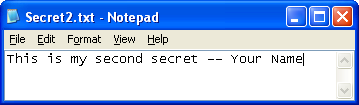 Secret2.txt - Notepad
File Edit Format View Help
This is my second secret -- Your Name